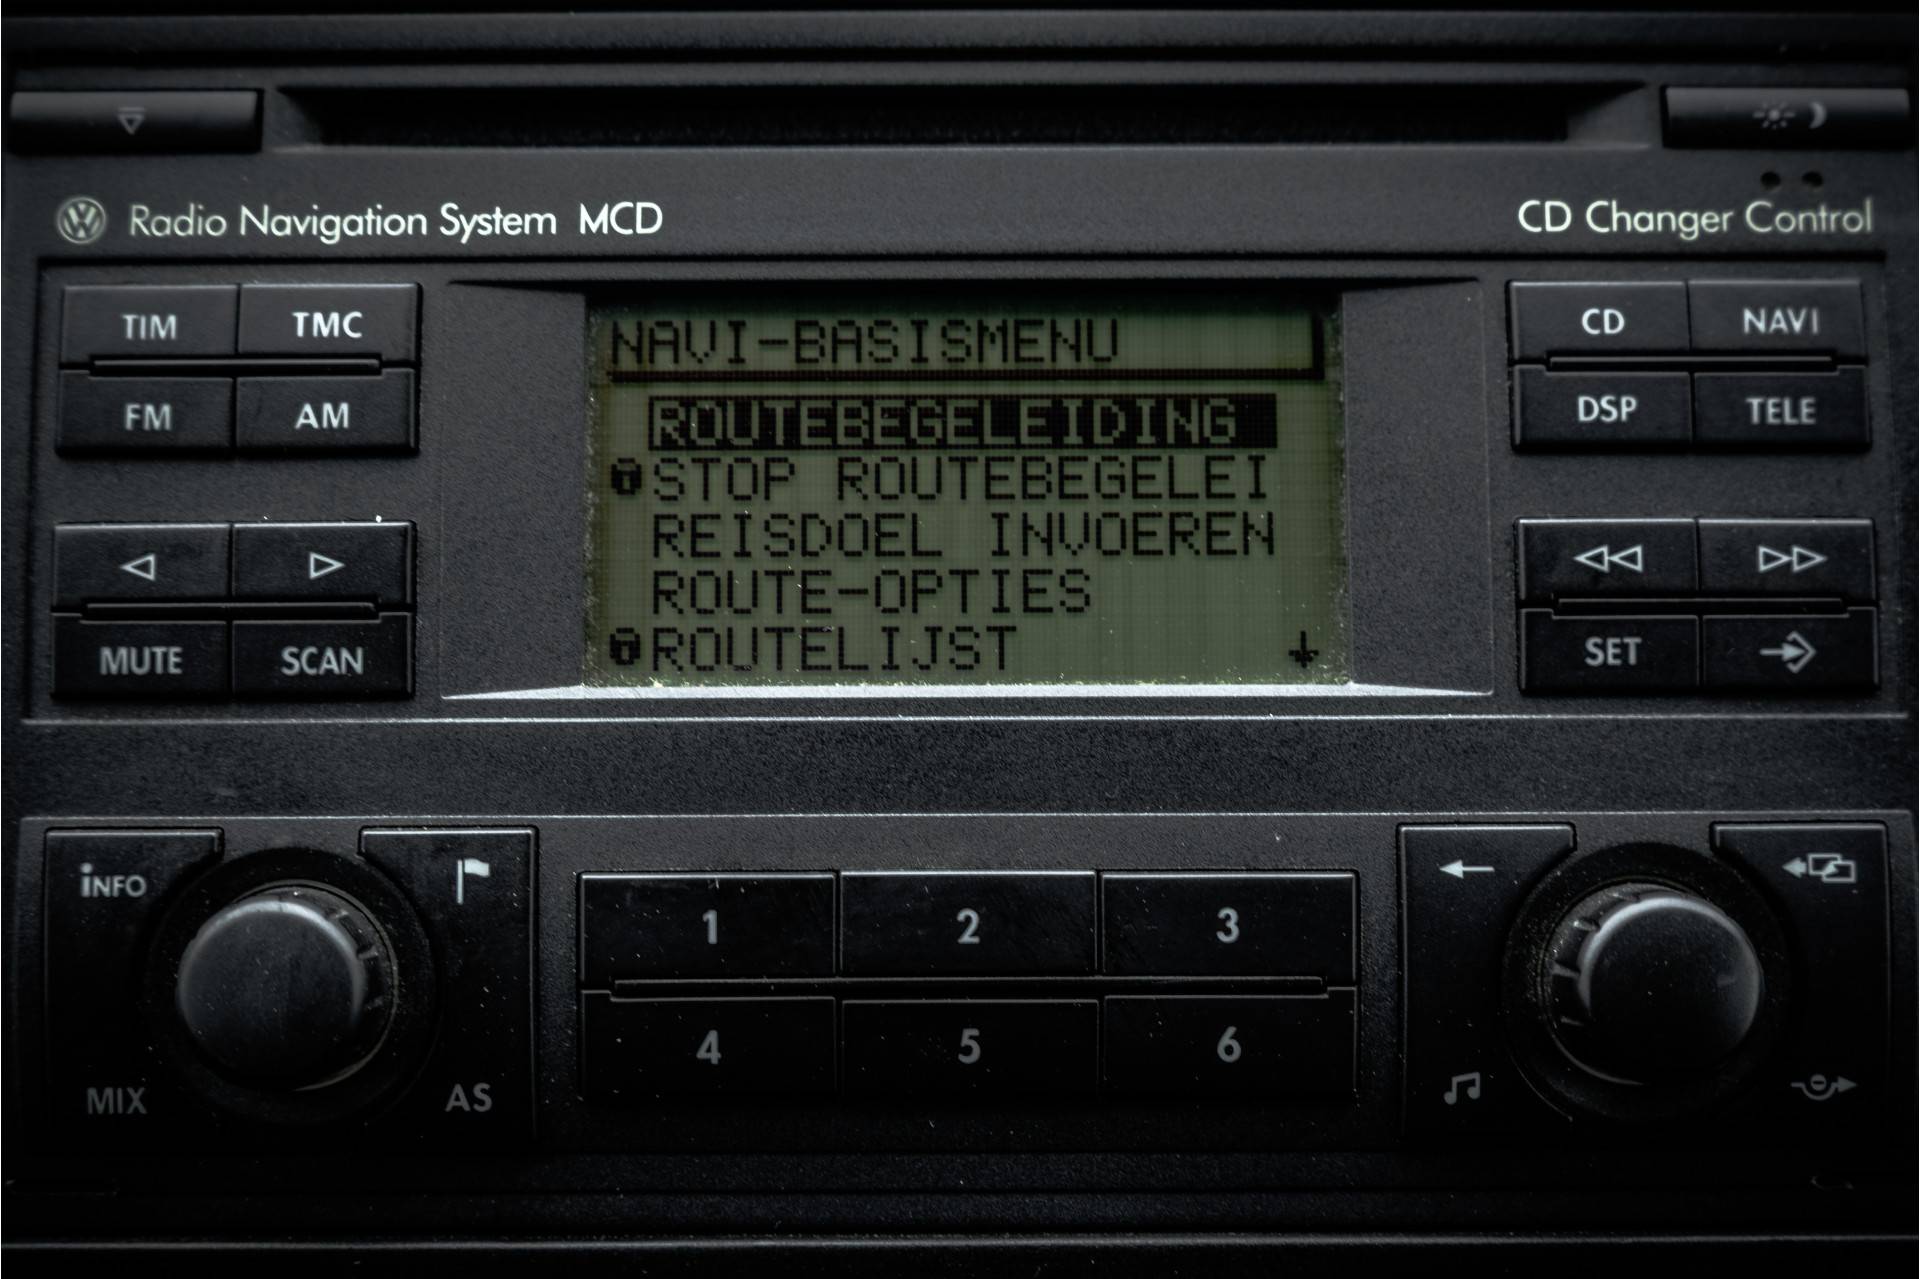 Radio Navigation System MCD
CD Changer Control
TIM TMC
FM AM
MUTE SCAN
NAVI-BASISMENU
ROUTEBEGELEIDING
STOP ROUTEBEGELEI
REISDOEL INVOEREN
ROUTE-OPTIES
ROUTELIJST
CD NAVI
DSP TELE
SET
iNFO
MIX AS
1 2 3
4 5 6